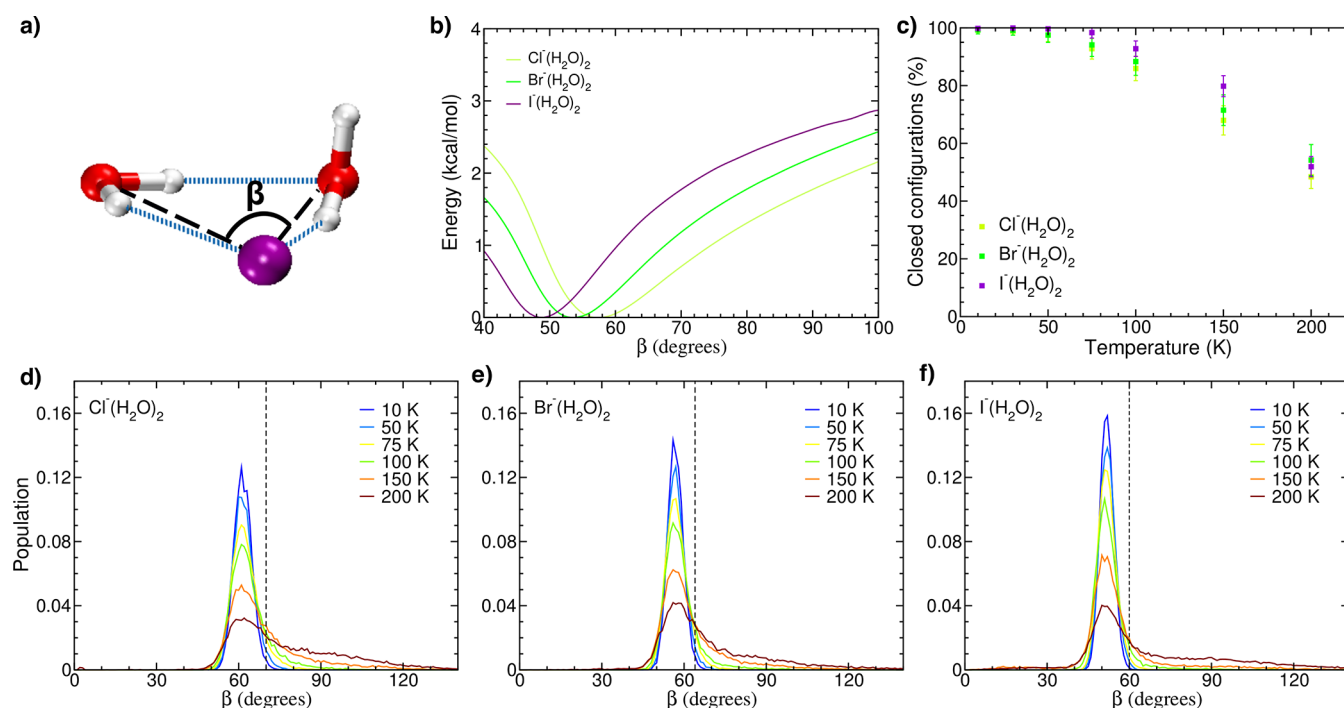 a)
β
b)
Energy (kcal/mol)
4
3
2
1
0
Cl⁻(H₂O)₂
Br⁻(H₂O)₂
I⁻(H₂O)₂
40 50 60 70 80 90 100
β (degrees)
c)
Closed configurations (%)
100
80
60
40
20
0
Cl⁻(H₂O)₂
Br⁻(H₂O)₂
I⁻(H₂O)₂
0 50 100 150 200
Temperature (K)
d)
Population
0.16
0.12
0.08
0.04
0
Cl⁻(H₂O)₂
10 K
50 K
75 K
100 K
150 K
200 K
0 30 60 90 120
β (degrees)
e)
0.16
0.12
0.08
0.04
0
Br⁻(H₂O)₂
10 K
50 K
75 K
100 K
150 K
200 K
0 30 60 90 120
β (degrees)
f)
0.16
0.12
0.08
0.04
0
I⁻(H₂O)₂
10 K
50 K
75 K
100 K
150 K
200 K
0 30 60 90 120
β (degrees)